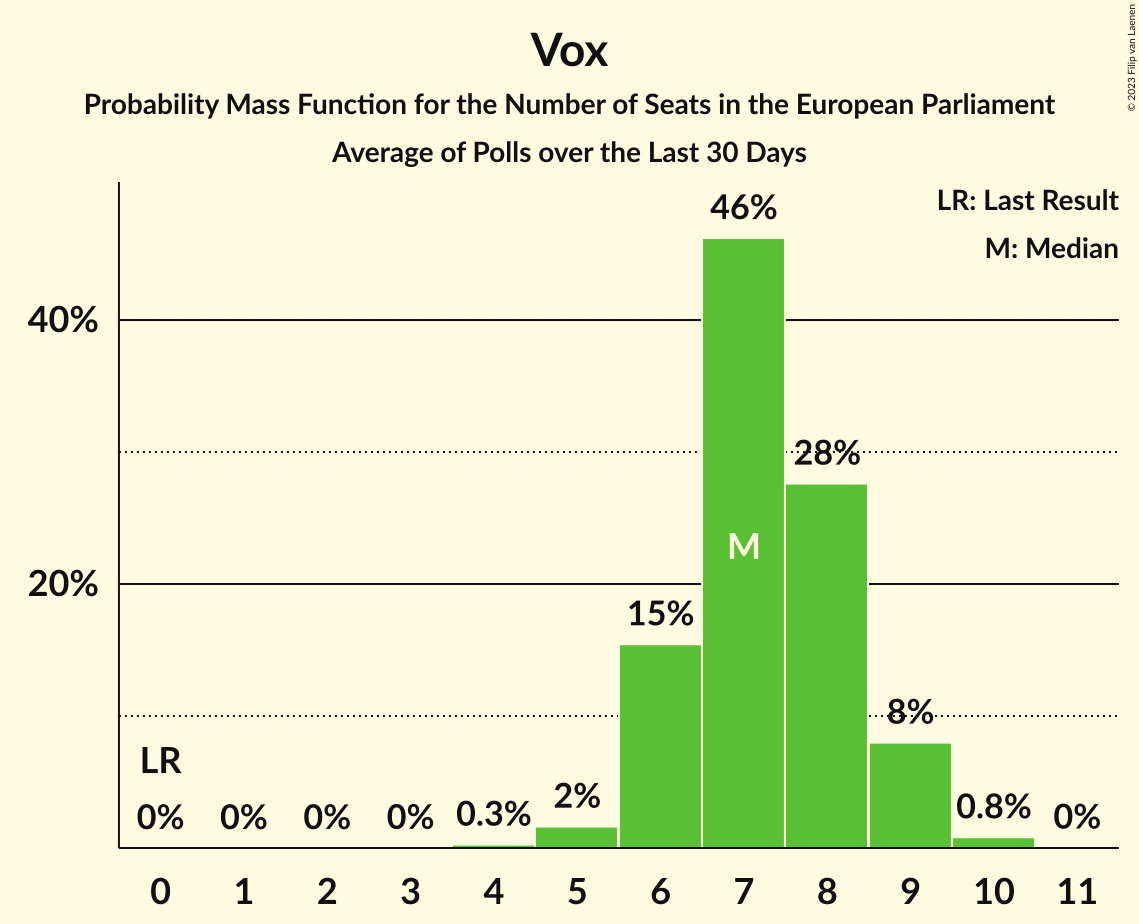 Vox
Probability Mass Function for the Number of Seats in the European Parliament
Average of Polls over the Last 30 Days
© 2023 Filip van Laenen
LR: Last Result
M: Median
46%
40%
28%
M
20%
15%
8%
LR
0% 0% 0% 0% 0.3% 2% 0.8% 0%
0 1 2 3 4 5 6 7 8 9 10 11